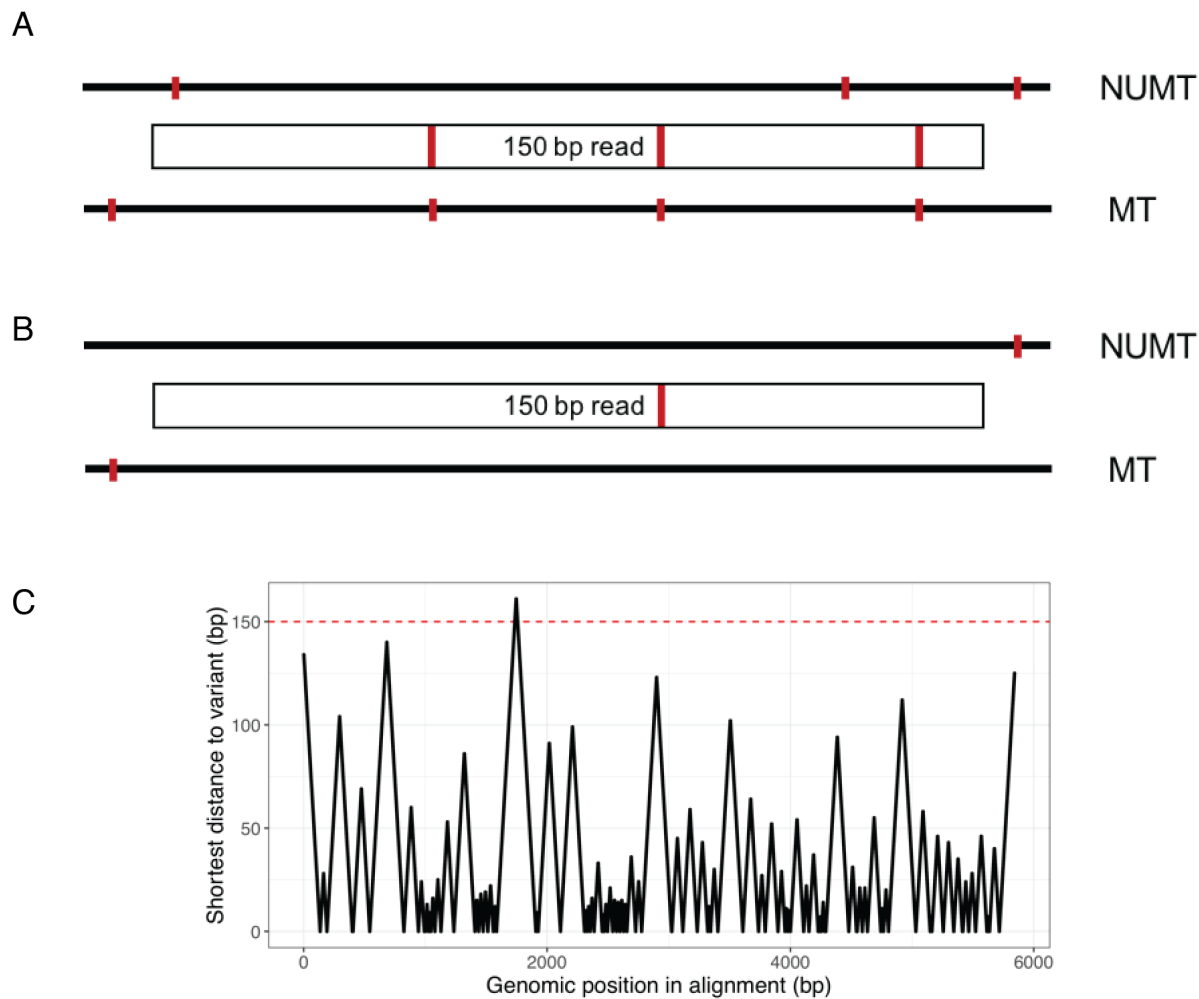 A
NUMT
150 bp read
MT
B
NUMT
150 bp read
MT
C
Shortest distance to variant (bp)
150
100
50
0
0 2000 4000 6000
Genomic position in alignment (bp)